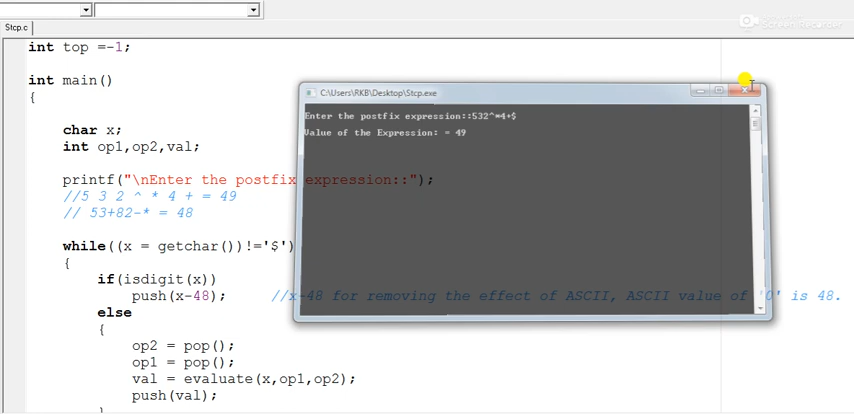 Screen Recorder
Stcp.c
int top =-1;
int main()
{
C:\Users\RKB\Desktop\Stcp.exe
Enter the postfix expression::532^*4+$
Value of the Expression: = 49
char x;
int op1,op2,val;
printf("\nEnter the postfix expression::");
//5 3 2 ^ * 4 + = 49
// 53+82-* = 48
while((x = getchar())!='$')
{
if(isdigit(x))
push(x-48); //x-48 for removing the effect of ASCII, ASCII value of '0' is 48.
else
{
op2 = pop();
op1 = pop();
val = evaluate(x,op1,op2);
push(val);
}